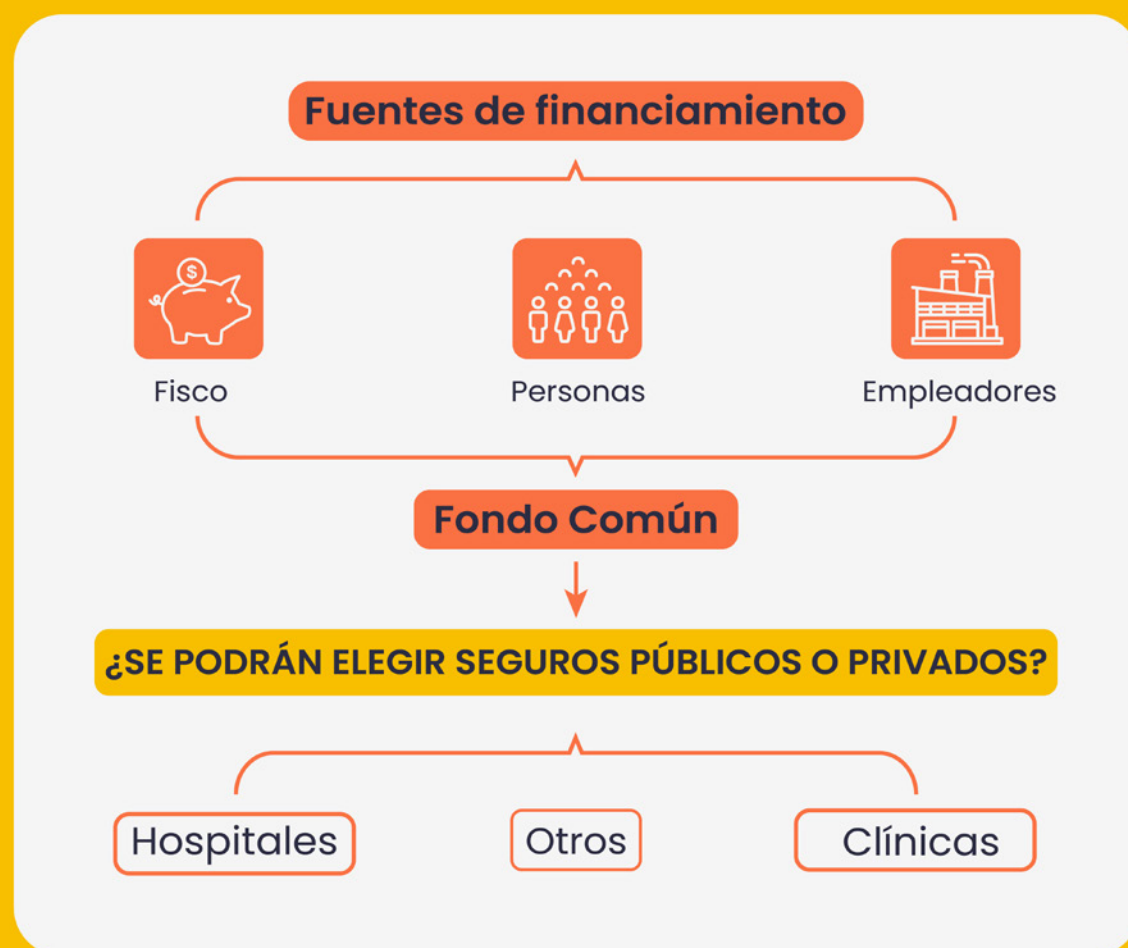 Fuentes de financiamiento
$
Fisco
Personas
Empleadores
Fondo Común
¿SE PODRÁN ELEGIR SEGUROS PÚBLICOS O PRIVADOS?
Hospitales
Otros
Clínicas